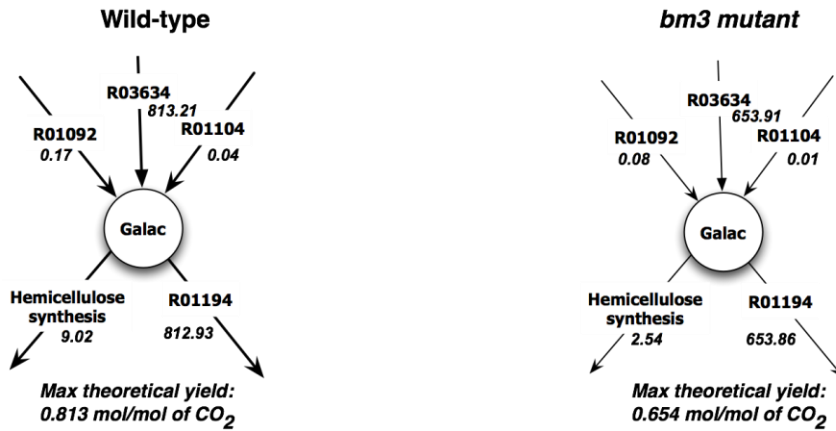 Wild-type
R03634
813.21
R01092
0.17
R01104
0.04
Galac
Hemicellulose
synthesis
9.02
R01194
812.93
Max theoretical yield:
0.813 mol/mol of CO2
bm3 mutant
R03634
653.91
R01092
0.08
R01104
0.01
Galac
Hemicellulose
synthesis
2.54
R01194
653.86
Max theoretical yield:
0.654 mol/mol of CO2